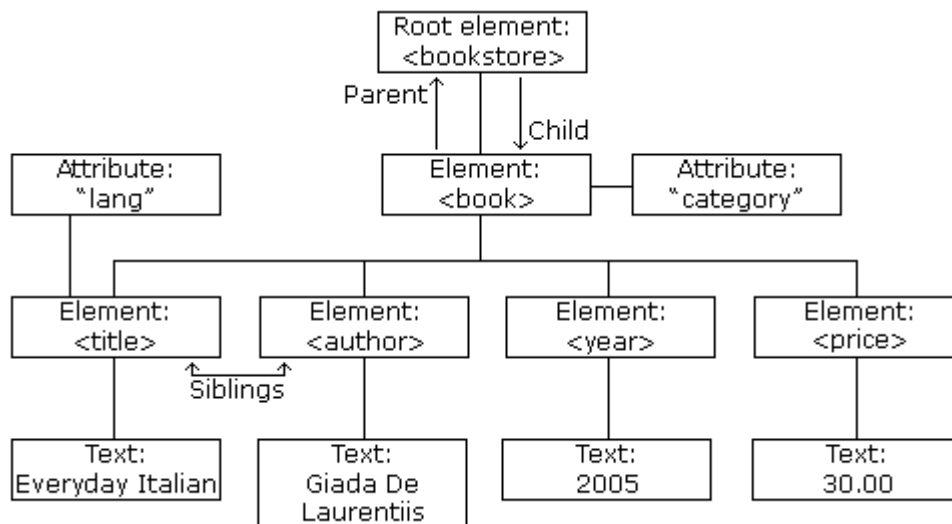 Root element:
<bookstore>
Parent
Child
Attribute:
“lang”
Element:
<book>
Attribute:
“category”
Element:
<title>
Element:
<author>
Element:
<year>
Element:
<price>
Siblings
Text:
Everyday Italian
Text:
Giada De
Laurentiis
Text:
2005
Text:
30.00